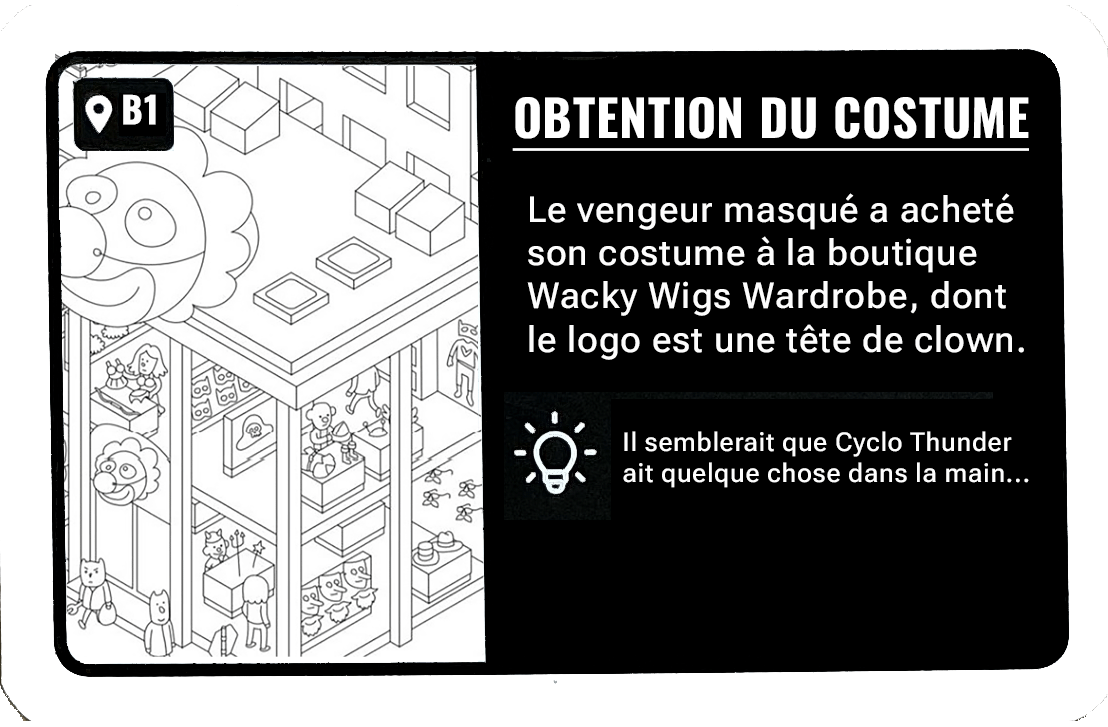 B1
OBTENTION DU COSTUME
Le vengeur masqué a acheté
son costume à la boutique
Wacky Wigs Wardrobe, dont
le logo est une tête de clown.
Il semblerait que Cyclo Thunder
ait quelque chose dans la main...